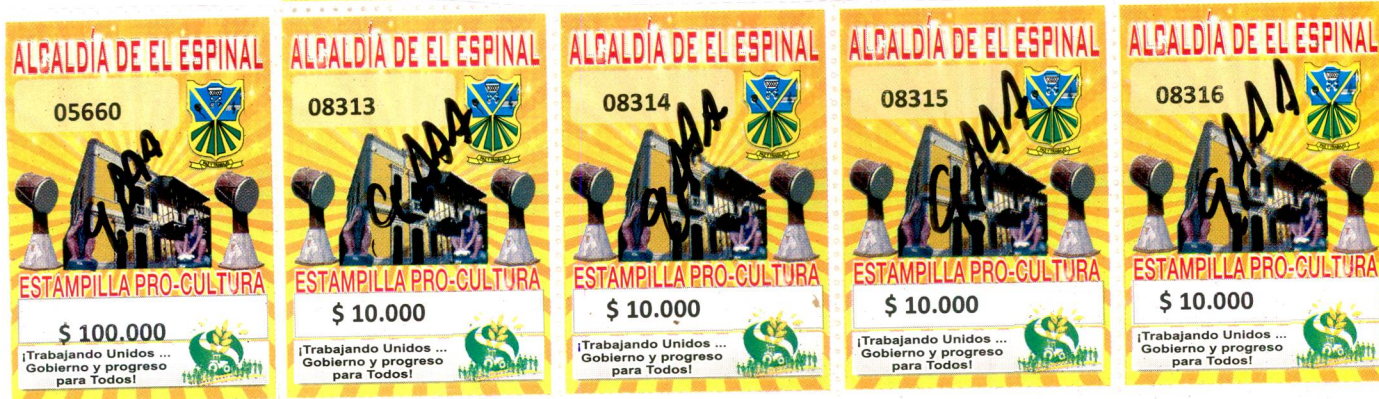 ALCALDÍA DE EL ESPINAL
05660
ESTAMPILLA PRO-CULTURA
$ 100.000
¡Trabajando Unidos ...
Gobierno y progreso
para Todos!
ALCALDÍA DE EL ESPINAL
08313
ESTAMPILLA PRO-CULTURA
$ 10.000
¡Trabajando Unidos ...
Gobierno y progreso
para Todos!
ALCALDÍA DE EL ESPINAL
08314
ESTAMPILLA PRO-CULTURA
$ 10.000
¡Trabajando Unidos ...
Gobierno y progreso
para Todos!
ALCALDÍA DE EL ESPINAL
08315
ESTAMPILLA PRO-CULTURA
$ 10.000
¡Trabajando Unidos ...
Gobierno y progreso
para Todos!
ALCALDÍA DE EL ESPINAL
08316
ESTAMPILLA PRO-CULTURA
$ 10.000
¡Trabajando Unidos ...
Gobierno y progreso
para Todos!